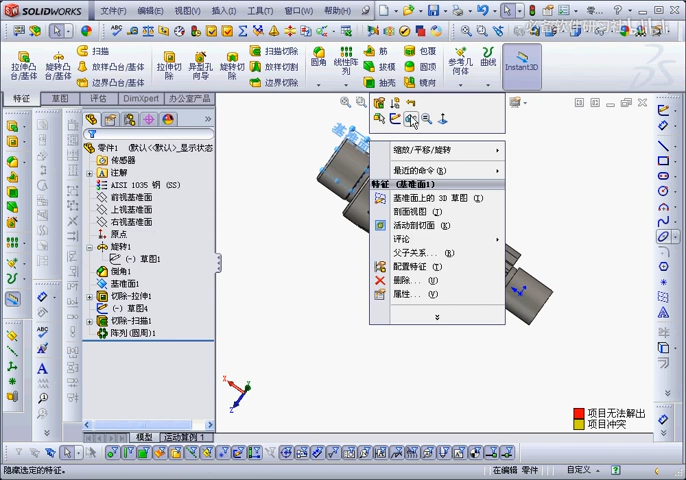 SOLIDWORKS
文件(F) 编辑(E) 视图(V) 插入(I) 工具(T) 窗口(W) 帮助(H) 零...
拉伸凸台/基体
旋转凸台/基体
扫描
放样凸台/基体
边界凸台/基体
拉伸切除
异型孔向导
旋转切除
扫描切除
放样切割
边界切除
圆角
线性阵列
筋
拔模
抽壳
包覆
相交
镜向
参考几何体
曲线
Instant3D
特征 草图 评估 DimXpert 办公室产品
零件1 (默认<<默认>_显示状态
传感器
注解
AISI 1035 钢 (SS)
前视基准面
上视基准面
右视基准面
原点
旋转1
(-) 草图1
倒角1
基准面1
切除-拉伸1
(-) 草图4
切除-扫描1
阵列(圆周)1
缩放/平移/旋转
最近的命令(R)
特征 (基准面1)
基准面上的 3D 草图 (I)
剖面视图 (J)
活动剖切面 (K)
评论
父子关系... (R)
配置特征 (T)
删除... (U)
属性... (V)
项目无法解出
项目冲突
模型 运动算例 1
隐藏选定的特征。
在编辑 零件
自定义